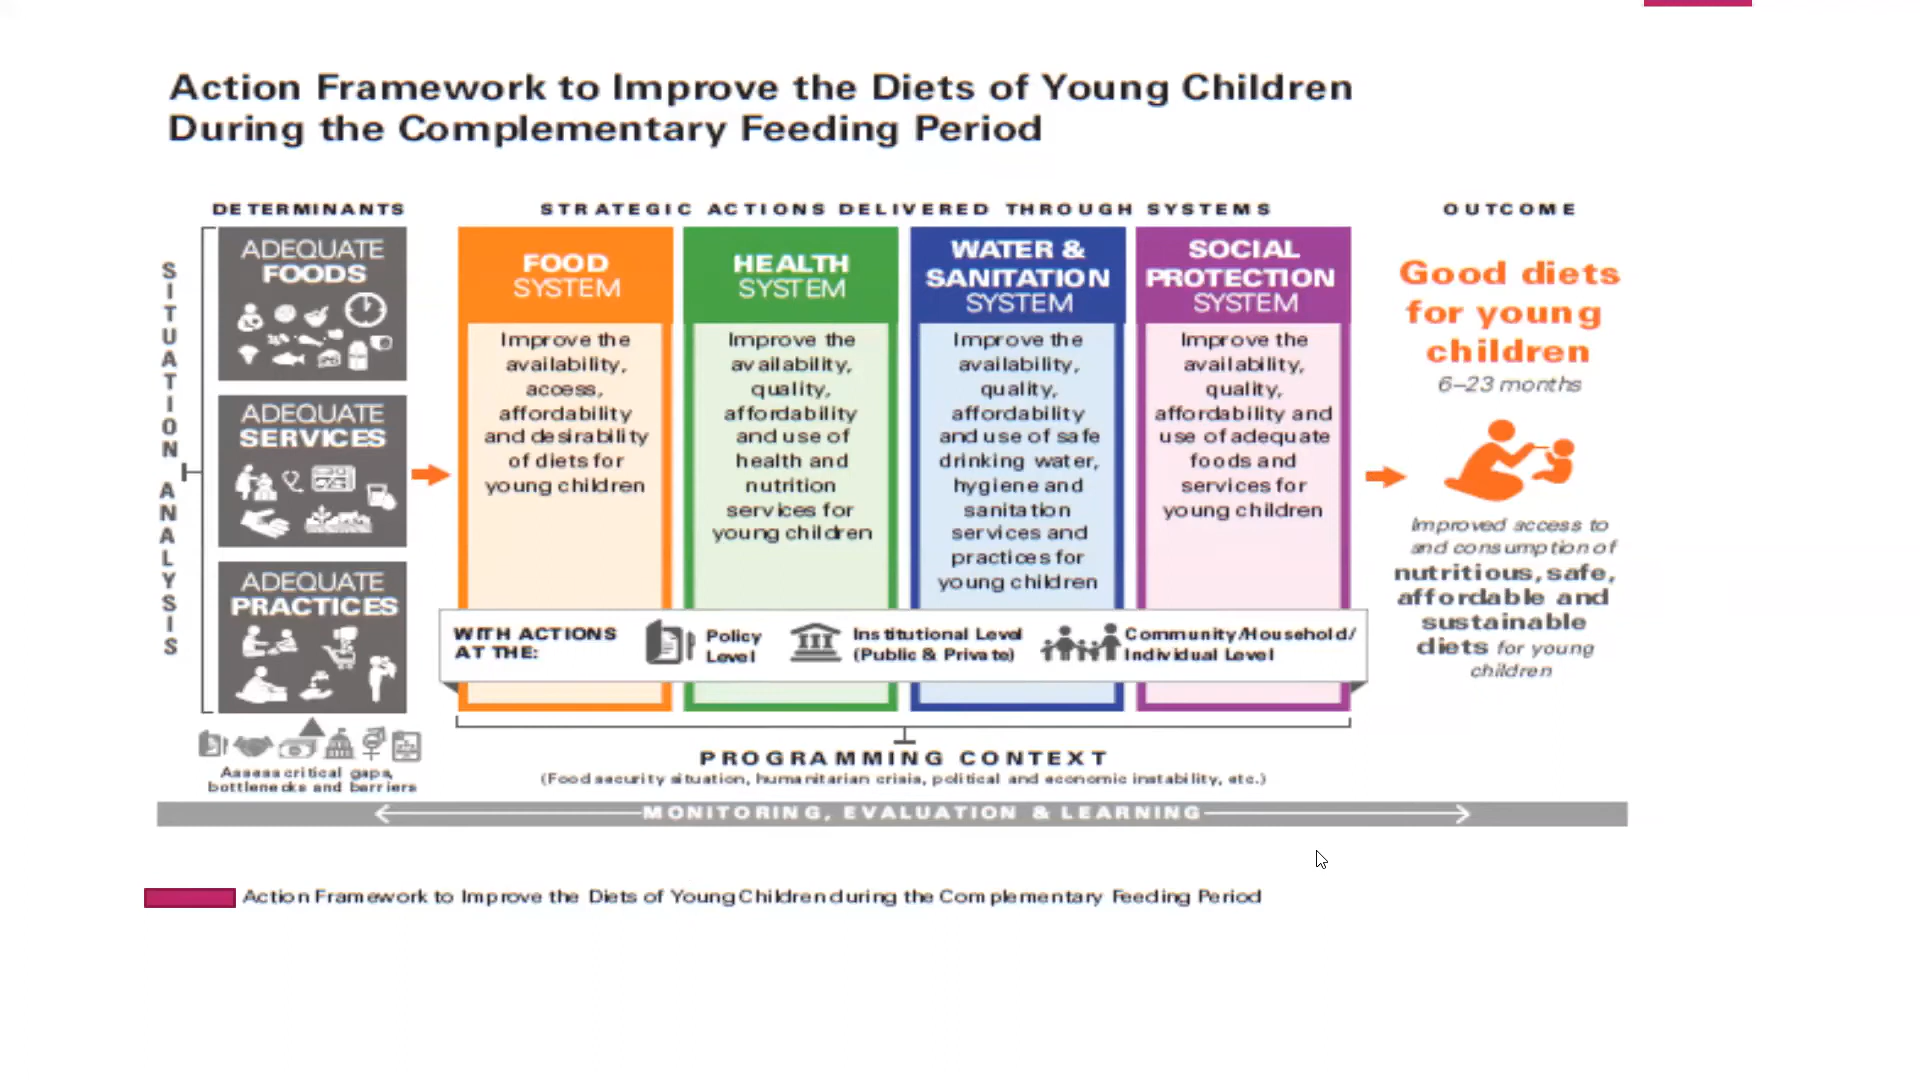 Action Framework to Improve the Diets of Young Children
During the Complementary Feeding Period
DETERMINANTS
STRATEGIC ACTIONS DELIVERED THROUGH SYSTEMS
OUTCOME
SITUATION ANALYSIS
ADEQUATE
FOODS
ADEQUATE
SERVICES
ADEQUATE
PRACTICES
Assess critical gaps,
bottlenecks and barriers
FOOD
SYSTEM
Improve the
availability,
access,
affordability
and desirability
of diets for
young children
HEALTH
SYSTEM
Improve the
availability,
quality,
affordability
and use of
health and
nutrition
services for
young children
WATER &
SANITATION
SYSTEM
Improve the
availability,
quality,
affordability
and use of safe
drinking water,
hygiene and
sanitation
services and
practices for
young children
SOCIAL
PROTECTION
SYSTEM
Improve the
availability,
quality,
affordability and
use of adequate
foods and
services for
young children
WITH ACTIONS
AT THE:
Policy
Level
Institutional Level
(Public & Private)
Community/Household/
Individual Level
Good diets
for young
children
6–23 months
Improved access to
and consumption of
nutritious, safe,
affordable and
sustainable
diets for young
children
PROGRAMMING CONTEXT
(Food security situation, humanitarian crisis, political and economic instability, etc.)
MONITORING, EVALUATION & LEARNING
Action Framework to Improve the Diets of Young Children during the Complementary Feeding Period